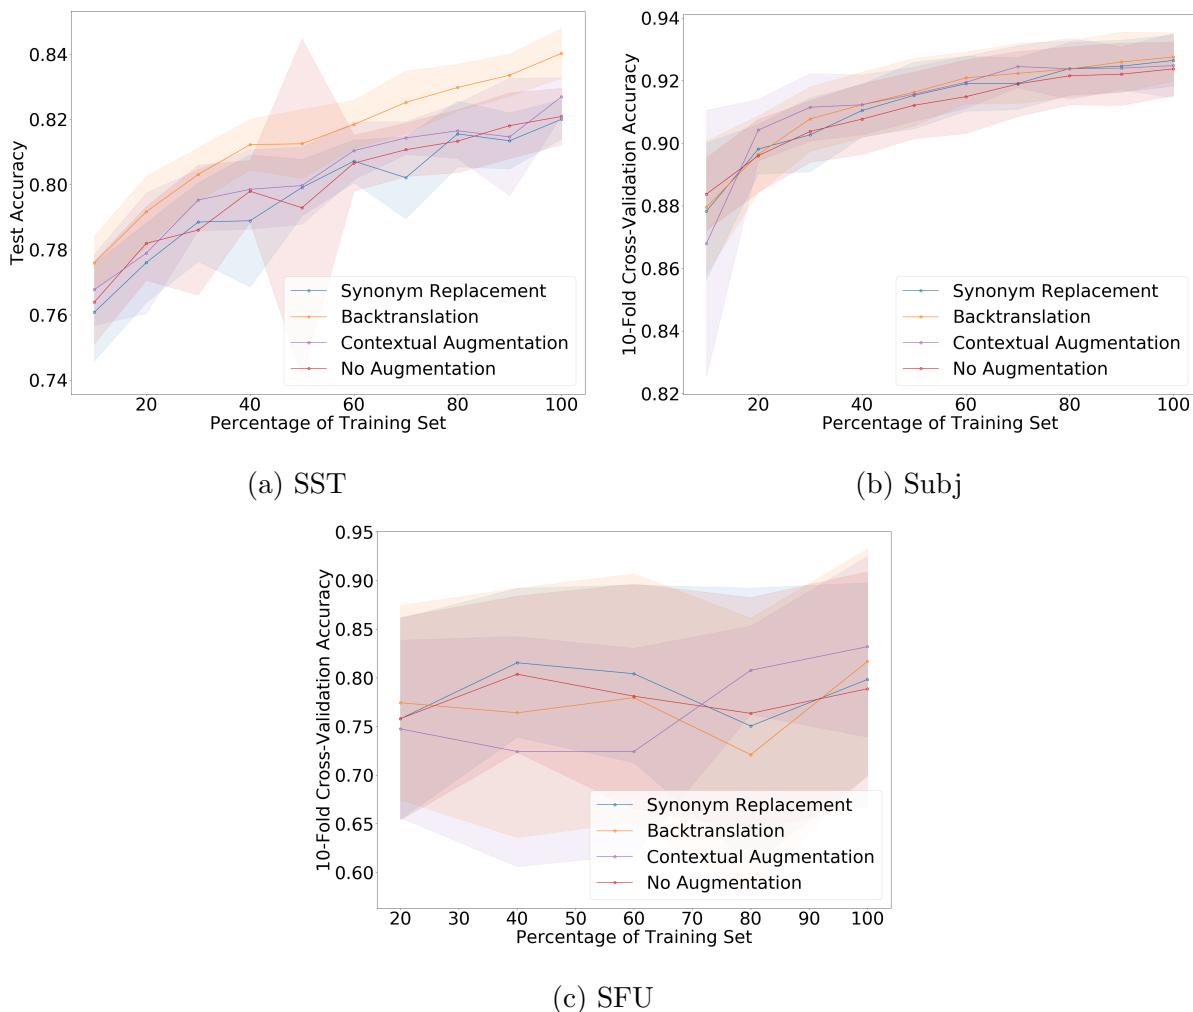 0.84
0.82
0.80
0.78
0.76
0.74
Test Accuracy
Synonym Replacement
Backtranslation
Contextual Augmentation
No Augmentation
20 40 60 80 100
Percentage of Training Set
(a) SST
0.94
0.92
0.90
0.88
0.86
0.84
0.82
10-Fold Cross-Validation Accuracy
Synonym Replacement
Backtranslation
Contextual Augmentation
No Augmentation
20 40 60 80 100
Percentage of Training Set
(b) Subj
0.95
0.90
0.85
0.80
0.75
0.70
0.65
0.60
10-Fold Cross-Validation Accuracy
Synonym Replacement
Backtranslation
Contextual Augmentation
No Augmentation
20 30 40 50 60 70 80 90 100
Percentage of Training Set
(c) SFU